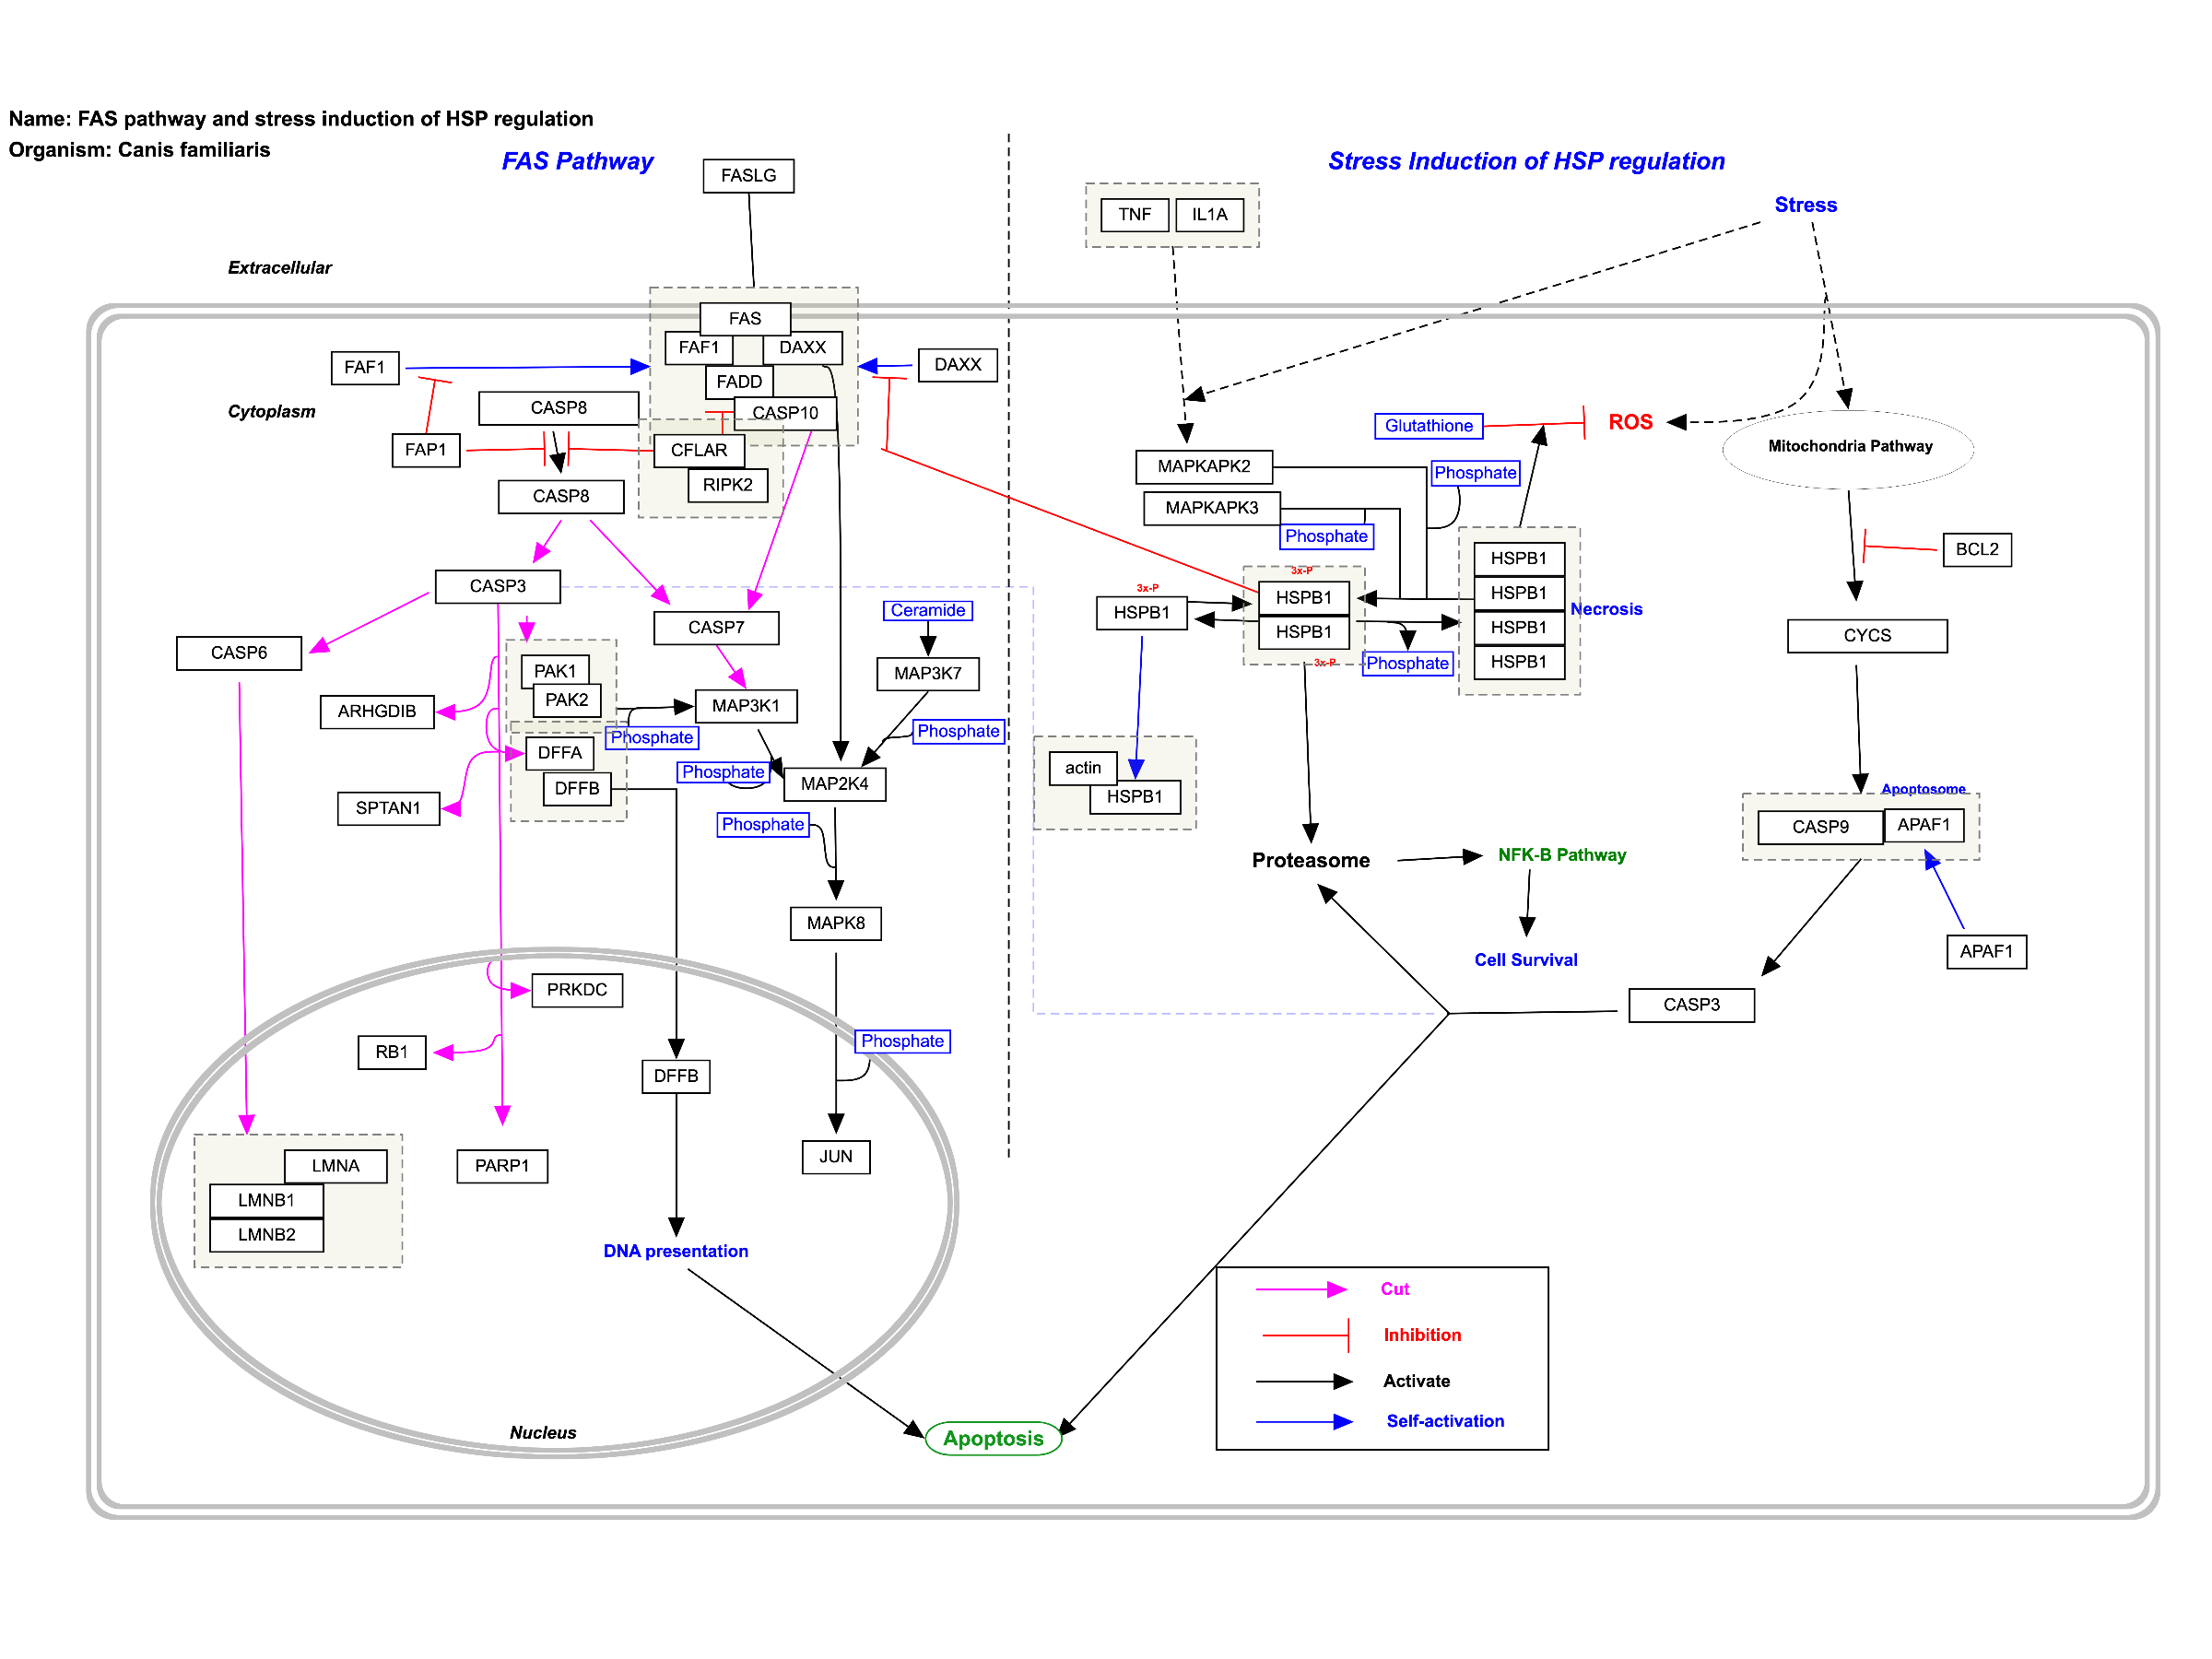 Name: FAS pathway and stress induction of HSP regulation
Organism: Canis familiaris
FAS Pathway
Stress Induction of HSP regulation
FASLG
TNF
IL1A
Stress
Extracellular
FAS
FAF1
DAXX
FAF1
DAXX
FADD
CASP8
CASP10
Cytoplasm
Glutathione
ROS
Mitochondria Pathway
FAP1
CFLAR
RIPK2
CASP8
MAPKAPK2
Phosphate
MAPKAPK3
Phosphate
BCL2
HSPB1
HSPB1
HSPB1
HSPB1
Necrosis
3x-P
HSPB1
3x-P
HSPB1
HSPB1
3x-P
Phosphate
CASP3
Ceramide
CASP7
CASP6
CYCS
PAK1
PAK2
MAP3K7
MAP3K1
ARHGDIB
Phosphate
Phosphate
DFFA
DFFB
Phosphate
MAP2K4
SPTAN1
Phosphate
actin
HSPB1
Apoptosome
CASP9
APAF1
Proteasome
NFK-B Pathway
MAPK8
Cell Survival
APAF1
PRKDC
CASP3
RB1
Phosphate
DFFB
JUN
LMNA
PARP1
LMNB1
LMNB2
DNA presentation
Cut
Inhibition
Activate
Self-activation
Nucleus
Apoptosis